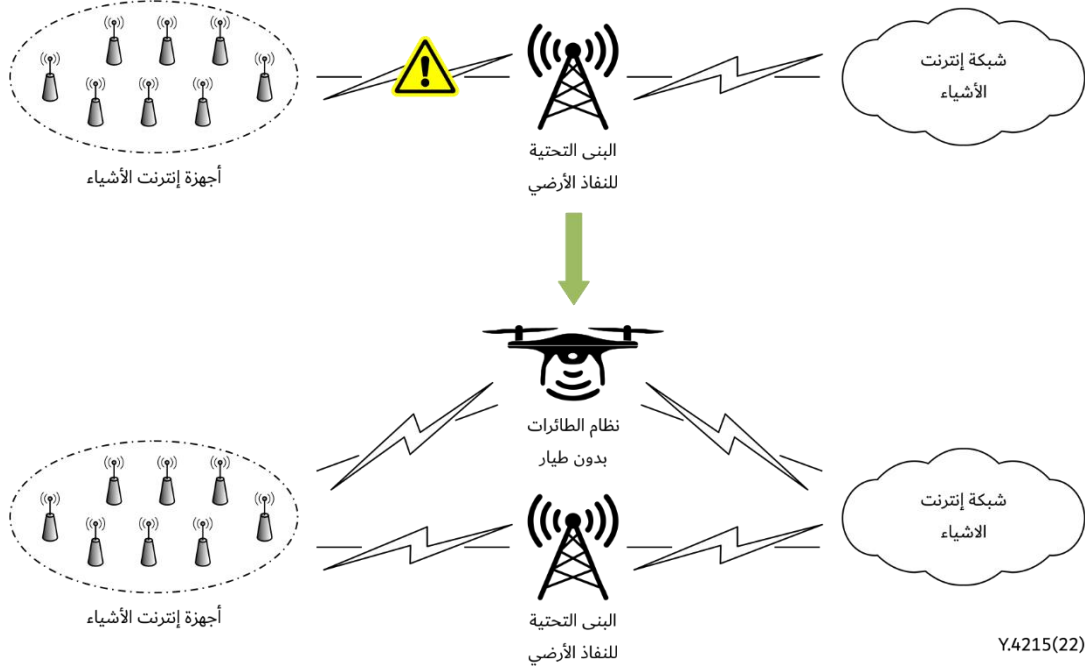 شبكة إنترنت
الأشياء
البنى التحتية
للنفاذ الأرضي
أجهزة إنترنت الأشياء
نظام الطائرات
بدون طيار
شبكة إنترنت
الاشياء
أجهزة إنترنت الأشياء
البنى التحتية
للنفاذ الأرضي
Y.4215(22)